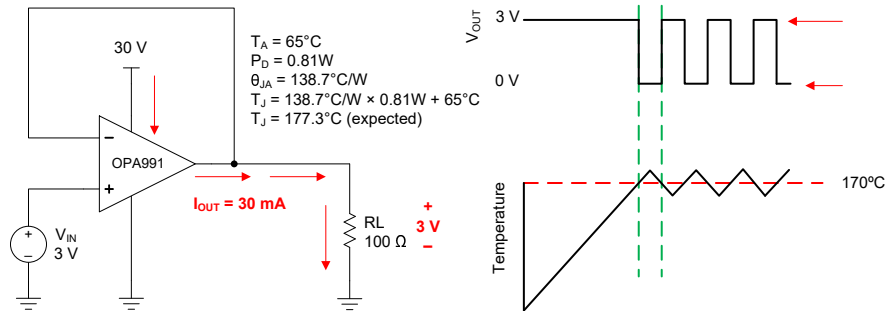 30 V
T_A = 65°C
P_D = 0.81W
θ_JA = 138.7°C/W
T_J = 138.7°C/W × 0.81W + 65°C
T_J = 177.3°C (expected)
–
OPA991
+
I_OUT = 30 mA
+
–
V_IN
3 V
RL
100 Ω
+
3 V
–
V_OUT
3 V
0 V
Temperature
170ºC